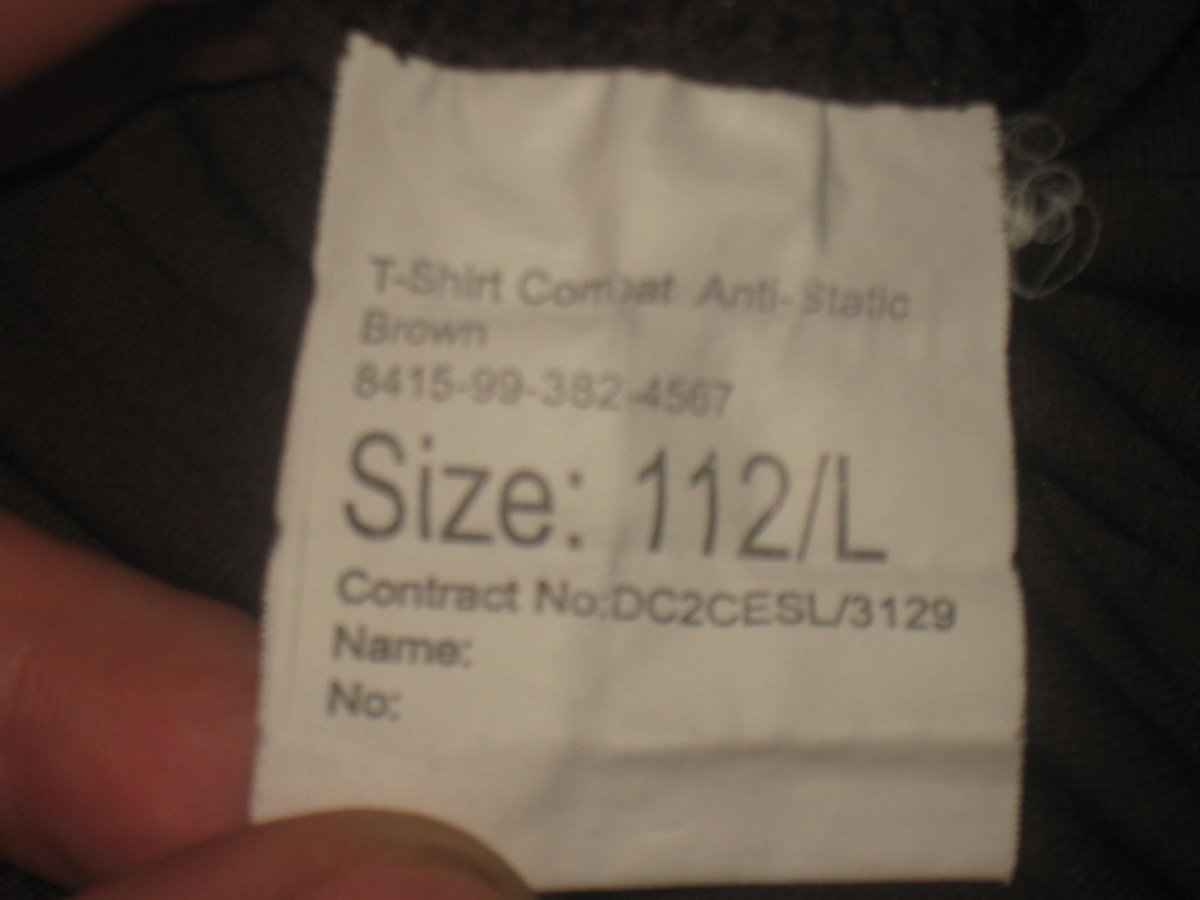 T-Shirt Combat Anti-Static
Brown
8415-99-382-4567
Size: 112/L
Contract No:DC2CESL/3129
Name:
No: